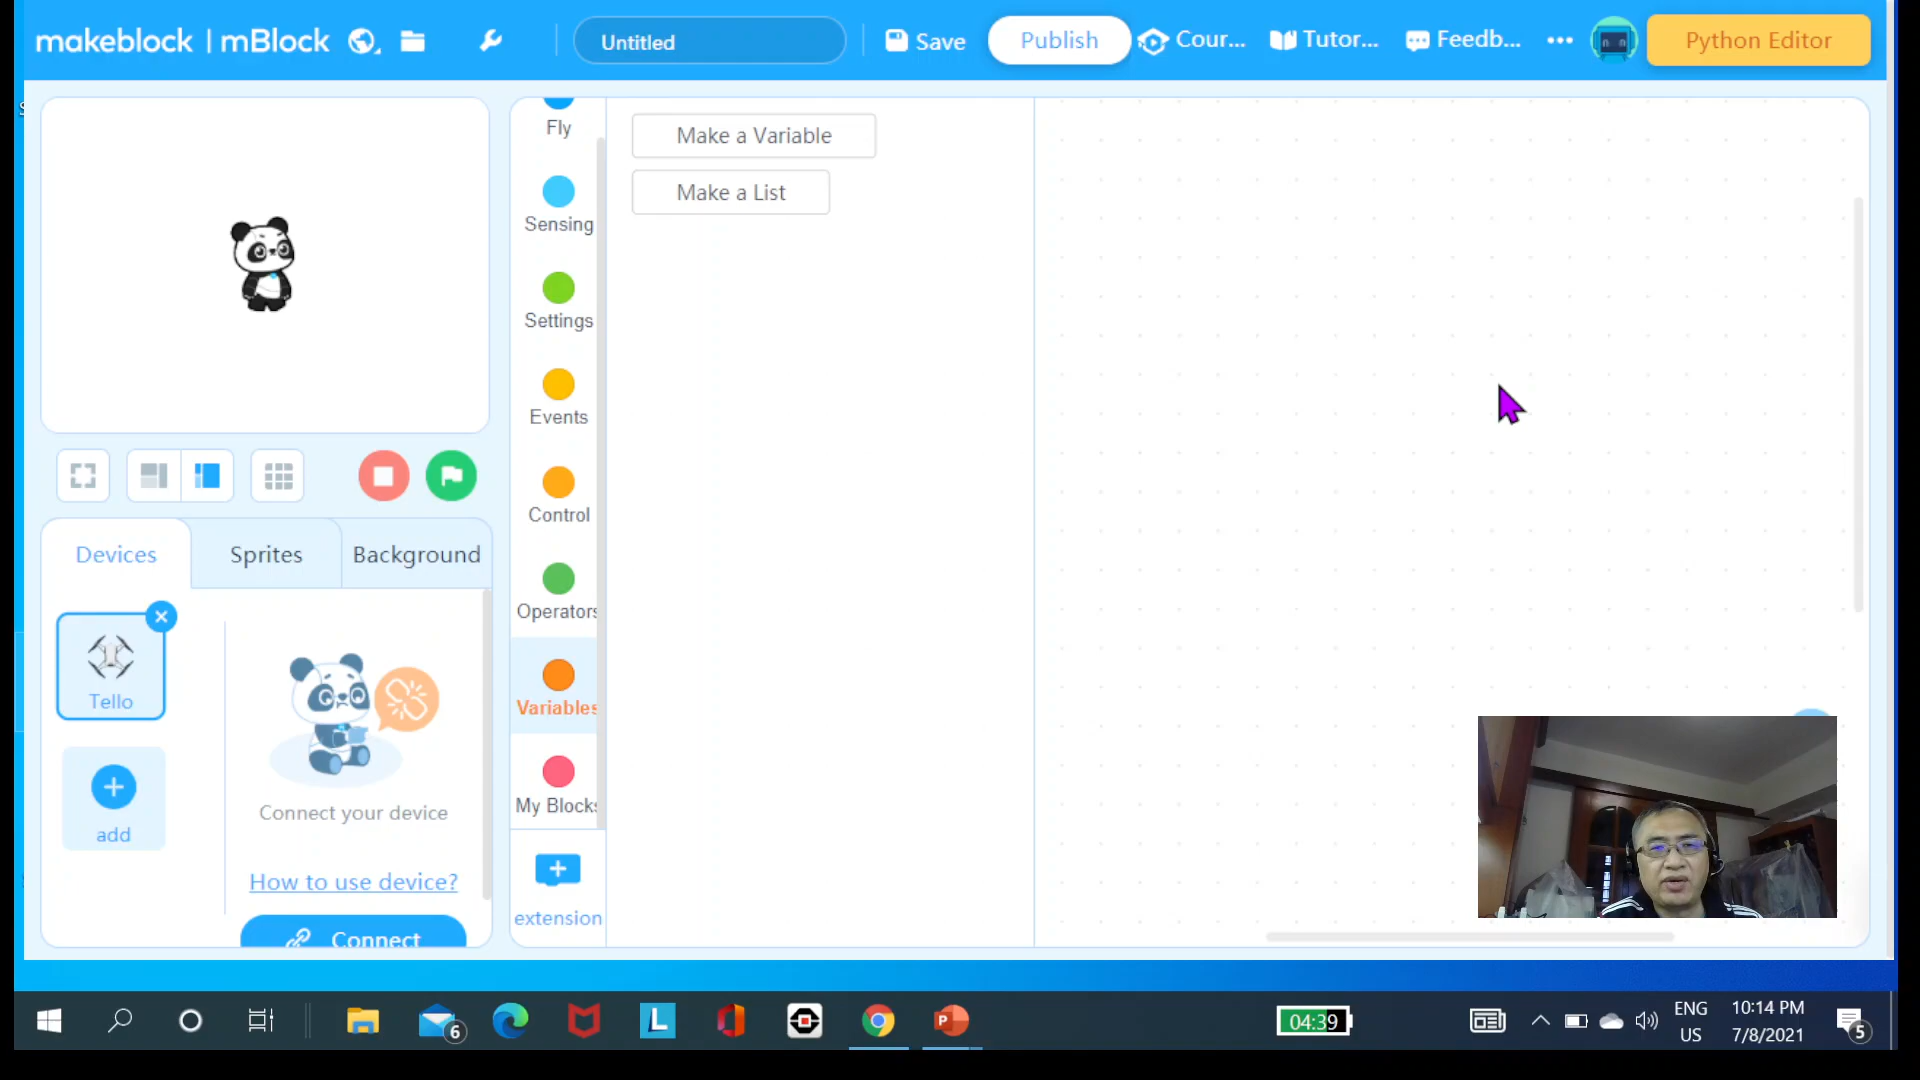 makeblock | mBlock
Untitled
Save
Publish
Cour...
Tutor...
Feedb...
Python Editor
Fly
Sensing
Settings
Events
Control
Operators
Variables
My Blocks
extension
Make a Variable
Make a List
Devices
Sprites
Background
Tello
add
Connect your device
How to use device?
Connect
6
L
P
04:39
ENG
US
10:14 PM
7/8/2021
5